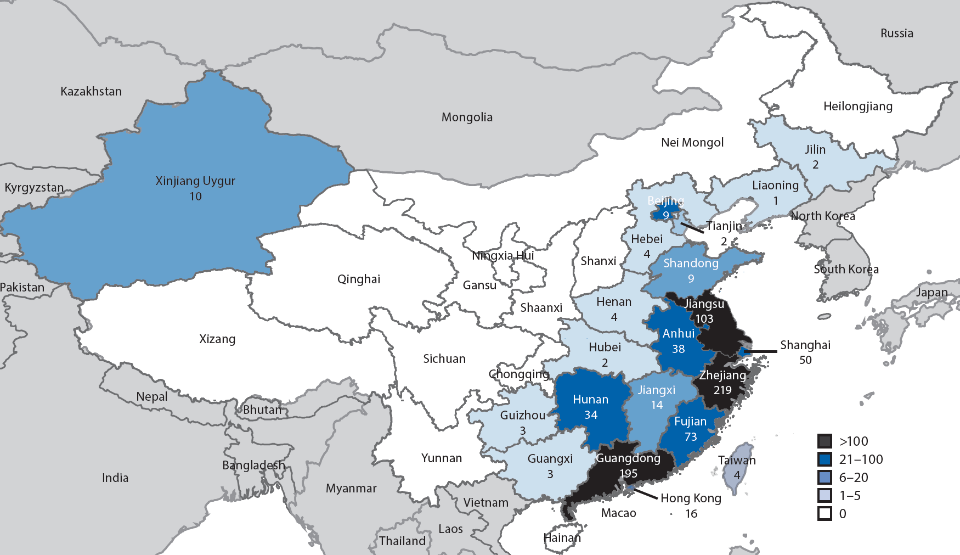 Russia
Kazakhstan
Heilongjiang
Mongolia
Nei Mongol
Jilin
2
Xinjiang Uygur
10
Kyrgyzstan
Liaoning
1
Beijing
9
North Korea
Tianjin
2
Hebei
4
Ningxia Hui
Shanxi
Shandong
9
South Korea
Qinghai
Gansu
Pakistan
Japan
Henan
4
Shaanxi
Jiangsu
103
Xizang
Anhui
38
Shanghai
50
Hubei
2
Sichuan
Chongqing
Zhejiang
219
Nepal
Jiangxi
14
Hunan
34
Bhutan
Guizhou
3
Fujian
73
>100
21–100
6–20
1–5
0
Yunnan
Guangxi
3
Guangdong
195
Taiwan
4
Bangladesh
India
Myanmar
Hong Kong
16
Vietnam
Macao
1
Laos
Thailand
Hainan